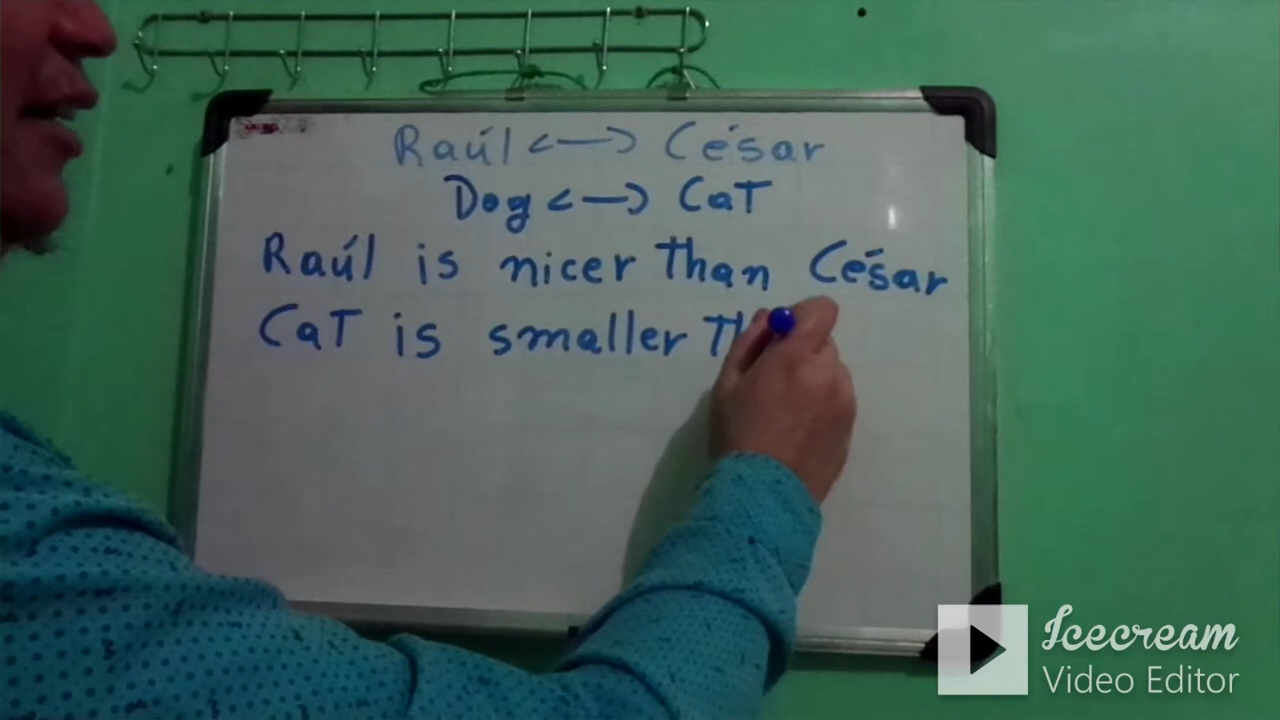 Raúl <—> César
Dog <—> CaT
Raúl is nicer Than César
CaT is smaller Th
Icecream
Video Editor